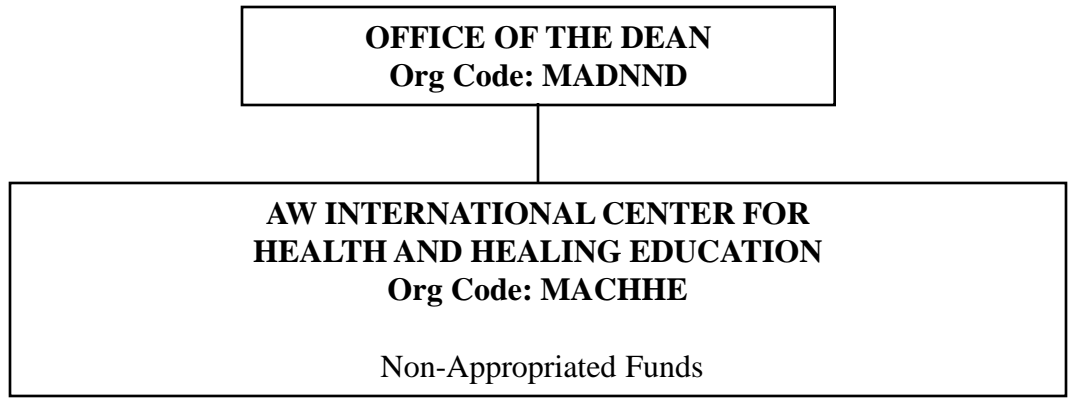 OFFICE OF THE DEAN
Org Code: MADNND
AW INTERNATIONAL CENTER FOR
HEALTH AND HEALING EDUCATION
Org Code: MACHHE
Non-Appropriated Funds